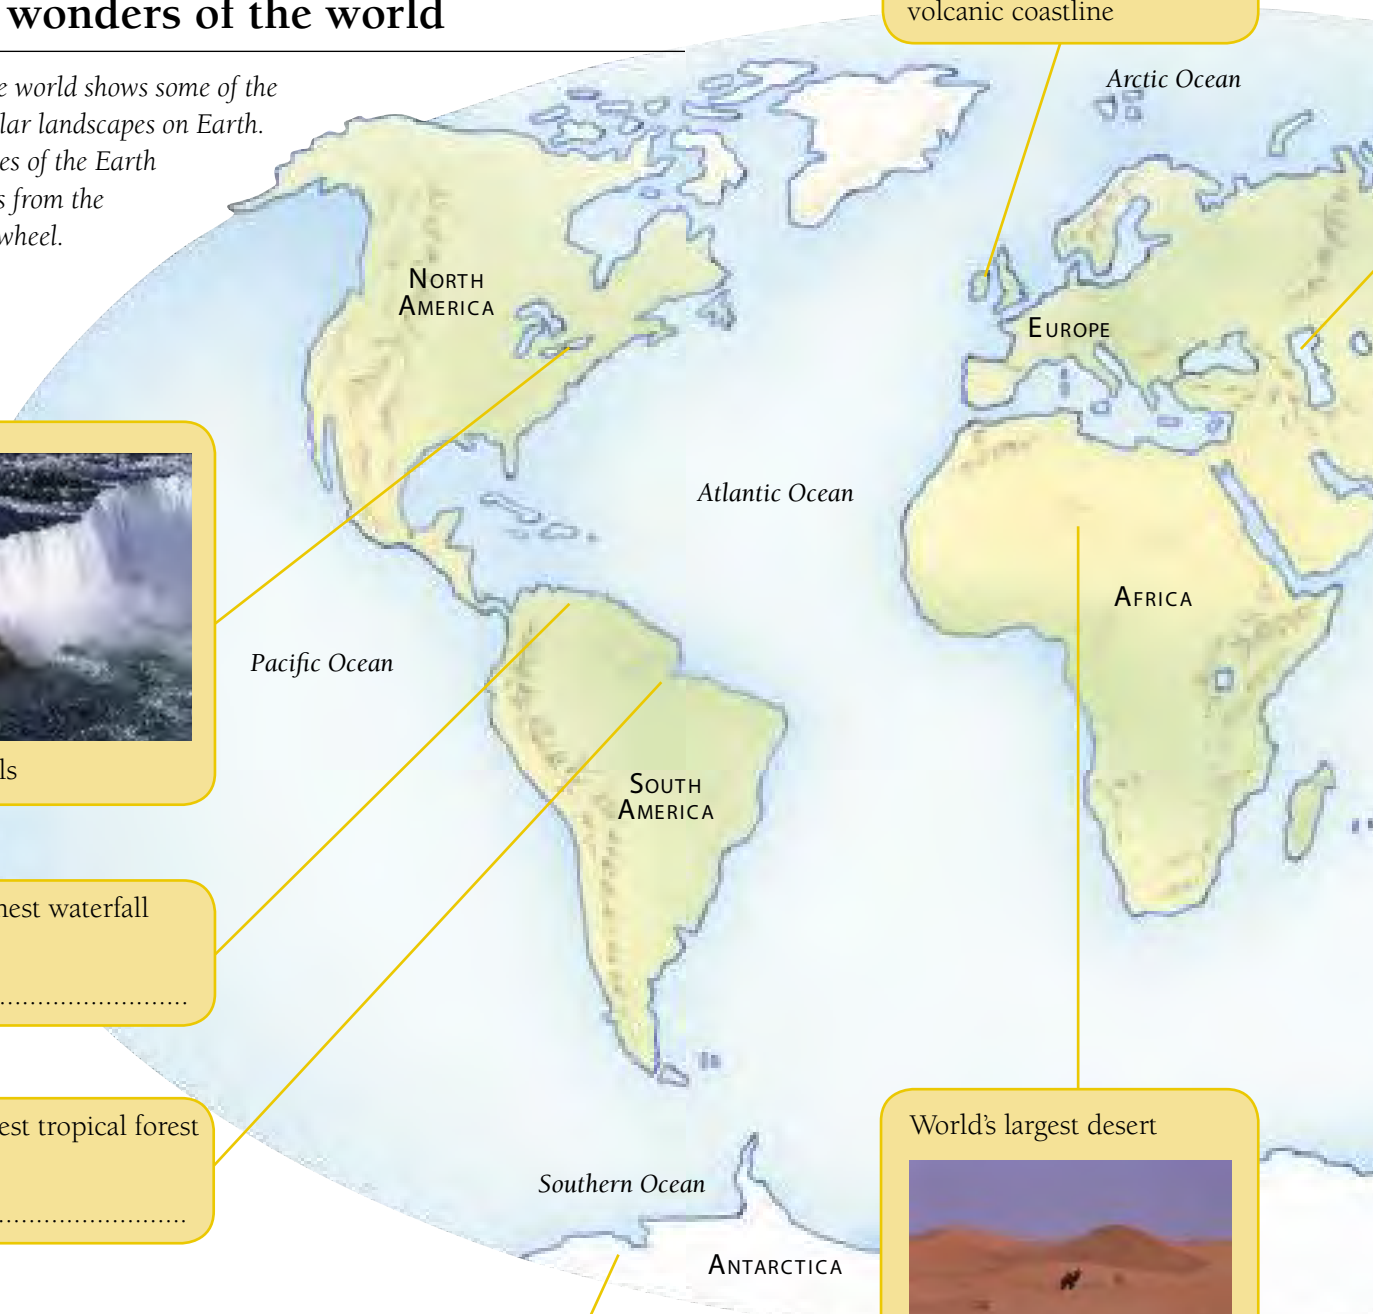 wonders of the world
e world shows some of the
lar landscapes on Earth.
es of the Earth
s from the
wheel.
volcanic coastline
Arctic Ocean
NORTH
AMERICA
EUROPE
Atlantic Ocean
AFRICA
Pacific Ocean
ls
SOUTH
AMERICA
nest waterfall
..........................
est tropical forest
..........................
World's largest desert
Southern Ocean
ANTARCTICA